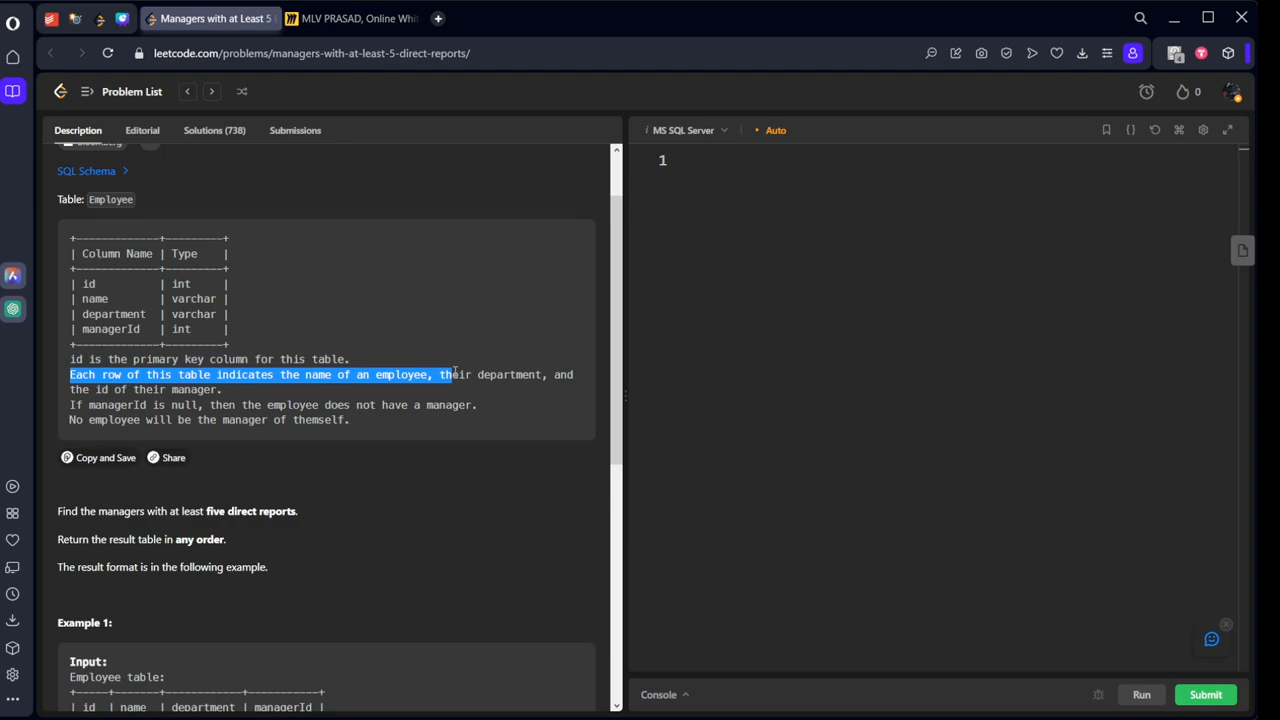 Managers with at Least 5
MLV PRASAD, Online Whi
leetcode.com/problems/managers-with-at-least-5-direct-reports/
4
Problem List
0
Description
Editorial
Solutions (738)
Submissions
i MS SQL Server
• Auto
Bloomberg
SQL Schema >
Table: Employee
1
+-------------+---------+
| Column Name | Type    |
+-------------+---------+
| id          | int     |
| name        | varchar |
| department  | varchar |
| managerId   | int     |
+-------------+---------+
id is the primary key column for this table.
Each row of this table indicates the name of an employee, their department, and
the id of their manager.
If managerId is null, then the employee does not have a manager.
No employee will be the manager of themself.
Copy and Save
Share
Find the managers with at least five direct reports.
Return the result table in any order.
The result format is in the following example.
Example 1:
Input:
Employee table:
+-----+-------+------------+-----------+
| id  | name  | department | managerId |
Console
Run
Submit